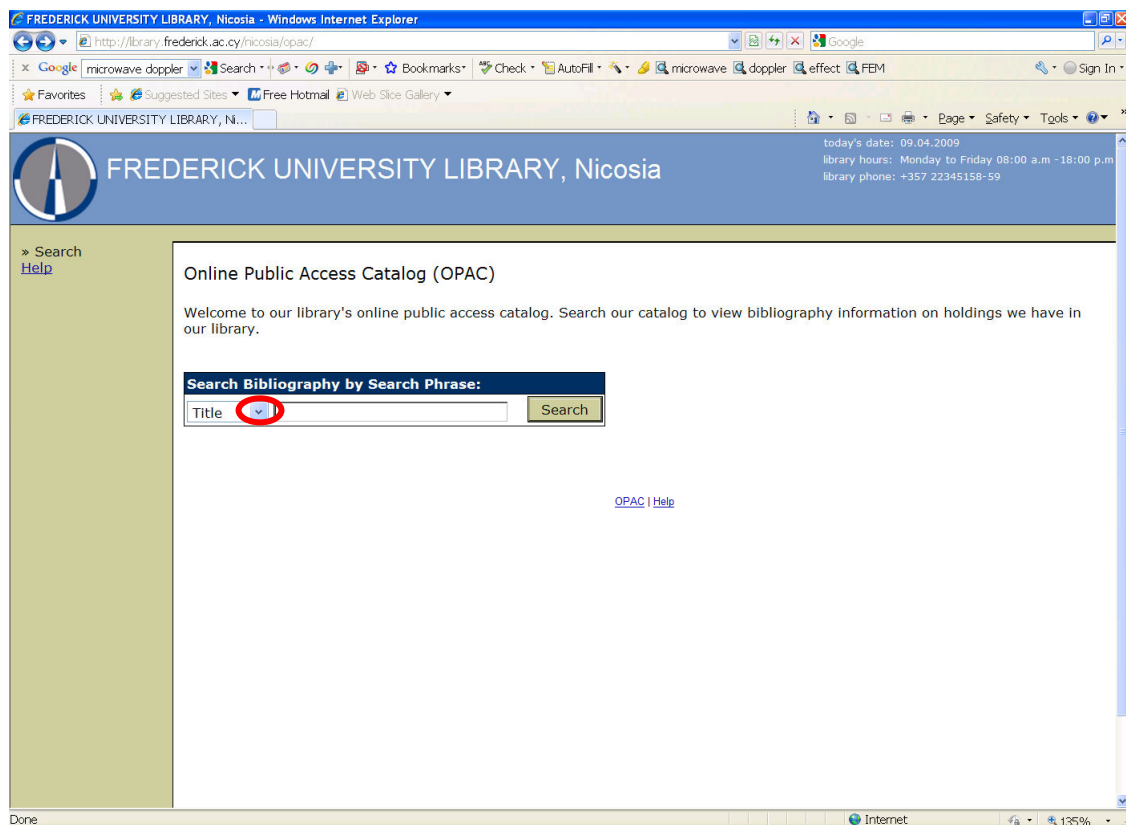 FREDERICK UNIVERSITY LIBRARY, Nicosia - Windows Internet Explorer
http://library.frederick.ac.cy/nicosia/opac/ Google
x Google microwave doppler Search Bookmarks Check AutoFill microwave doppler effect FEM Sign In
Favorites Suggested Sites Free Hotmail Web Slice Gallery
FREDERICK UNIVERSITY LIBRARY, Ni... Page Safety Tools »
today's date: 09.04.2009
library hours: Monday to Friday 08:00 a.m -18:00 p.m
library phone: +357 22345158-59
FREDERICK UNIVERSITY LIBRARY, Nicosia
» Search
Help
Online Public Access Catalog (OPAC)
Welcome to our library's online public access catalog. Search our catalog to view bibliography information on holdings we have in
our library.
Search Bibliography by Search Phrase:
Title Search
OPAC | Help
Done Internet 135%